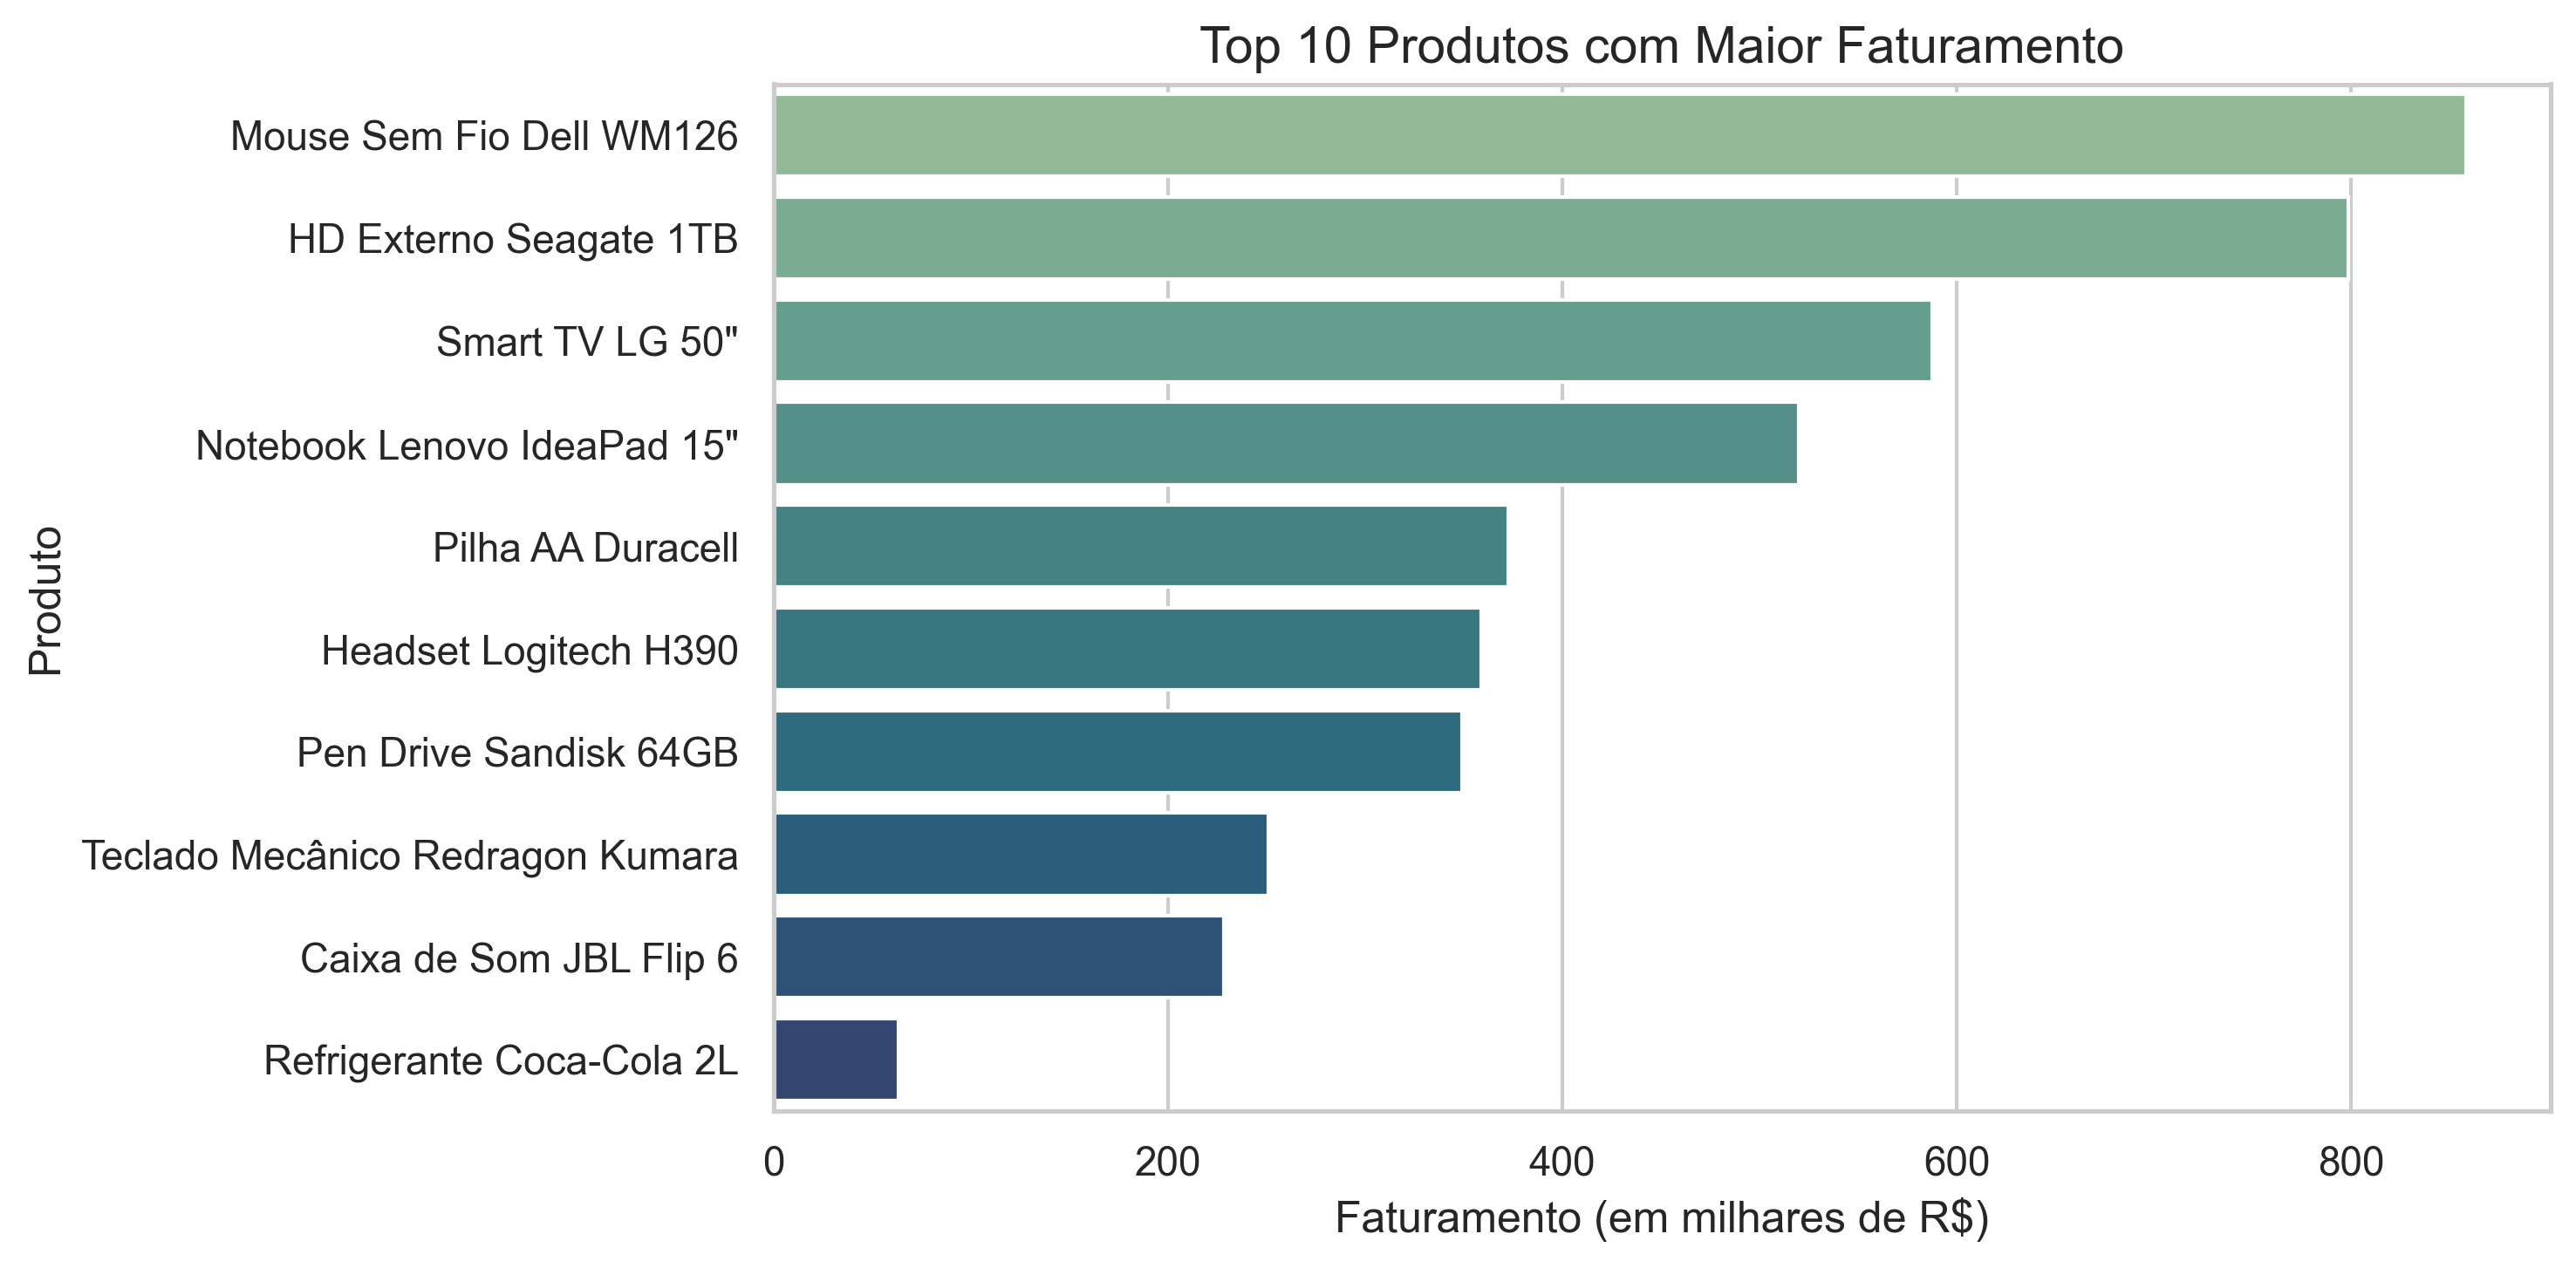 Top 10 Produtos com Maior Faturamento
Produto
Mouse Sem Fio Dell WM126
HD Externo Seagate 1TB
Smart TV LG 50"
Notebook Lenovo IdeaPad 15"
Pilha AA Duracell
Headset Logitech H390
Pen Drive Sandisk 64GB
Teclado Mecânico Redragon Kumara
Caixa de Som JBL Flip 6
Refrigerante Coca-Cola 2L
0 200 400 600 800
Faturamento (em milhares de R$)